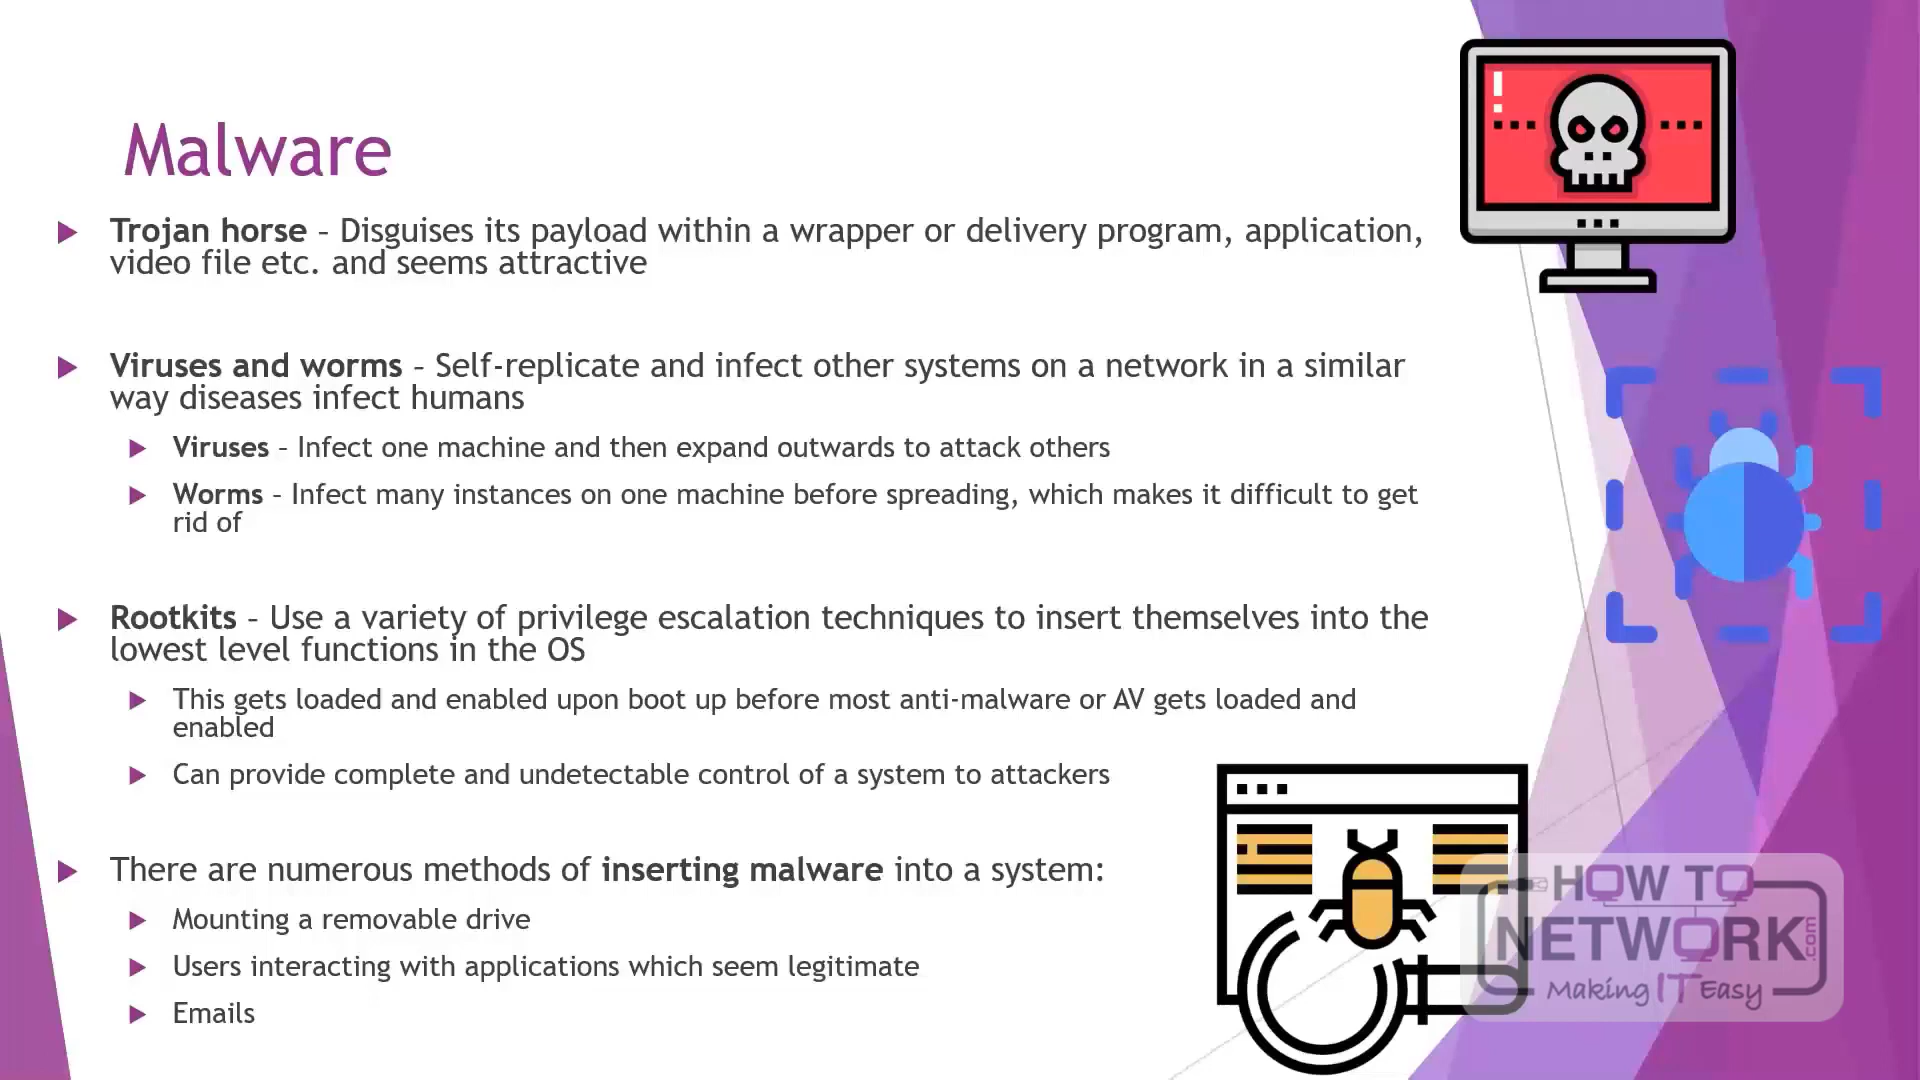 Malware
Trojan horse – Disguises its payload within a wrapper or delivery program, application,
video file etc. and seems attractive
Viruses and worms – Self-replicate and infect other systems on a network in a similar
way diseases infect humans
Viruses – Infect one machine and then expand outwards to attack others
Worms – Infect many instances on one machine before spreading, which makes it difficult to get
rid of
Rootkits – Use a variety of privilege escalation techniques to insert themselves into the
lowest level functions in the OS
This gets loaded and enabled upon boot up before most anti-malware or AV gets loaded and
enabled
Can provide complete and undetectable control of a system to attackers
There are numerous methods of inserting malware into a system:
Mounting a removable drive
Users interacting with applications which seem legitimate
Emails
HOW TO
NETWORK.com
Making IT Easy